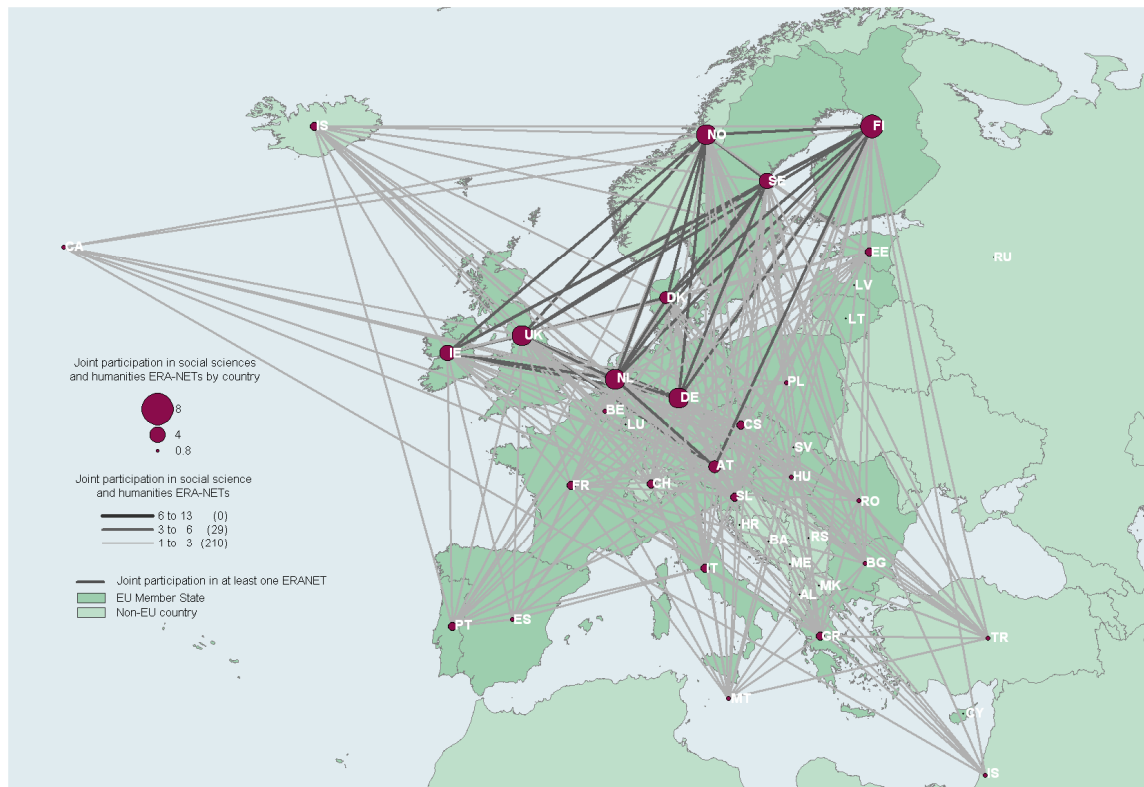 IS
NO
FI
SE
CA
EE
RU
LV
DK
LT
UK
IE
Joint participation in social sciences
and humanities ERA-NETs by country
NL
PL
DE
8
BE
LU
CS
4
SV
0.8
AT
HU
Joint participation in social science
and humanities ERA-NETs
FR
CH
SL
RO
6 to 13 (0)
3 to 6 (29)
1 to 3 (210)
HR
BA
RS
IT
ME
BG
Joint participation in at least one ERANET
EU Member State
Non-EU country
MK
AL
PT
ES
GR
TR
MT
CY
IS